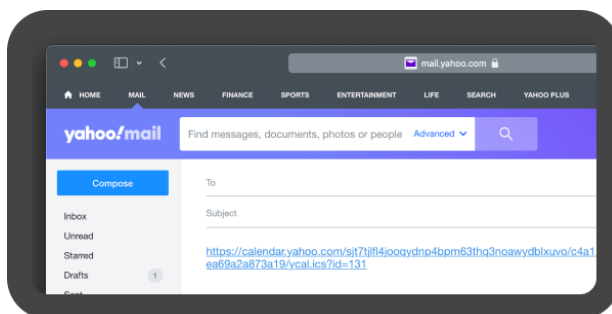 mail.yahoo.com
HOME MAIL NEWS FINANCE SPORTS ENTERTAINMENT LIFE SEARCH YAHOO PLUS
yahoo!mail Find messages, documents, photos or people Advanced
Compose
To
Inbox
Subject
Unread
Starred
https://calendar.yahoo.com/sjt7tjlfl4jooqydnp4bpm63thq3noawydblxuvo/c4a1
ea69a2a873a19/ycal.ics?id=131
Drafts 1